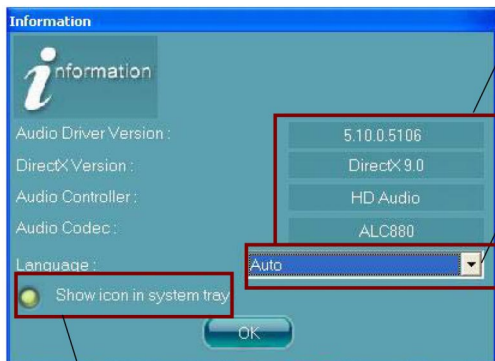 Information
information
Audio Driver Version : 5.10.0.5106
DirectX Version : DirectX 9.0
Audio Controller : HD Audio
Audio Codec : ALC880
Language : Auto
Show icon in system tray
OK